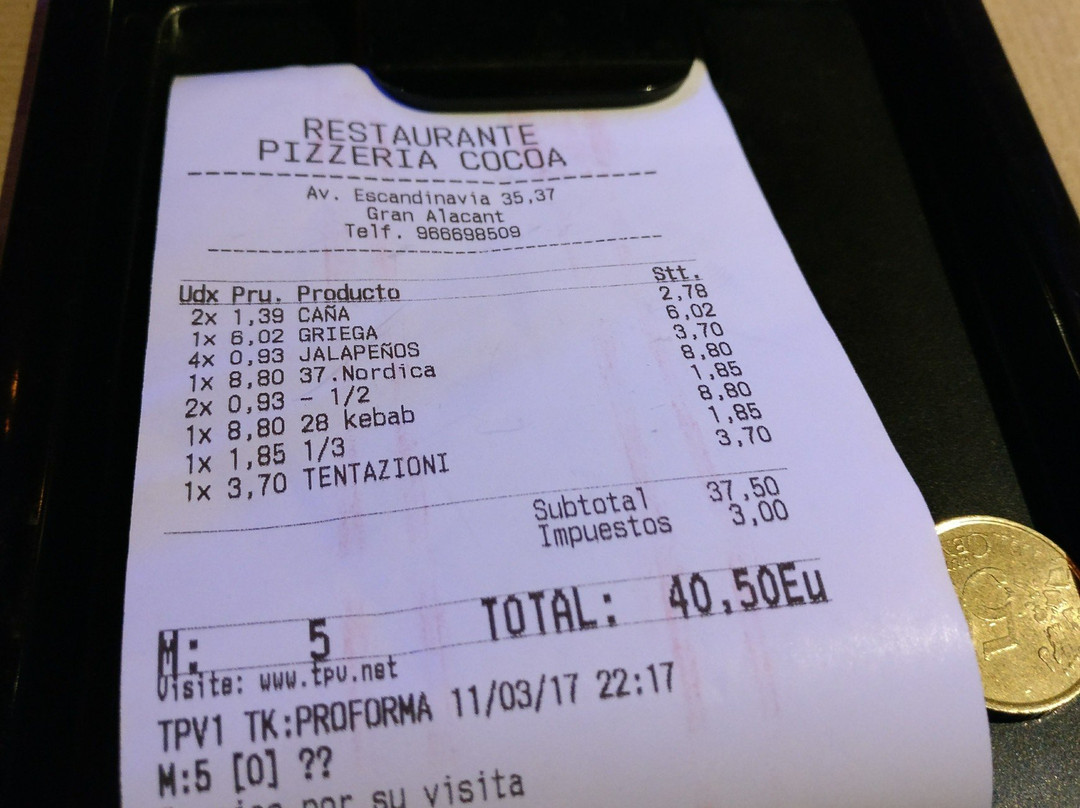 RESTAURANTE
PIZZERIA COCOA
Av. Escandinavia 35,37
Gran Alacant
Telf. 966698509
Udx Pru. Producto Stt.
2x 1,39 CAÑA 2,78
1x 6,02 GRIEGA 6,02
4x 0,93 JALAPEÑOS 3,70
1x 8,80 37.Nordica 8,80
2x 0,93 - 1/2 1,85
1x 8,80 28 kebab 8,80
1x 1,85 1/3 1,85
1x 3,70 TENTAZIONI 3,70
Subtotal 37,50
Impuestos 3,00
M: 5 TOTAL: 40,50Eu
Visite: www.tpv.net
TPV1 TK:PROFORMA 11/03/17 22:17
M:5 [0] ??
por su visita
10